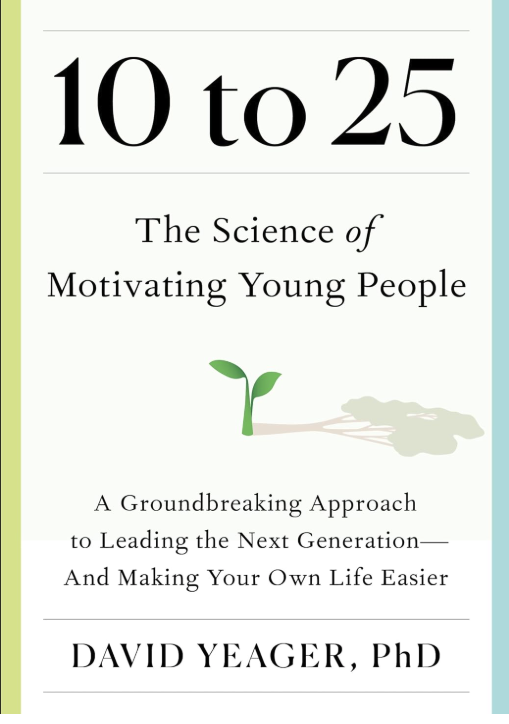 10 to 25
The Science of
Motivating Young People
A Groundbreaking Approach
to Leading the Next Generation—
And Making Your Own Life Easier
DAVID YEAGER, PhD